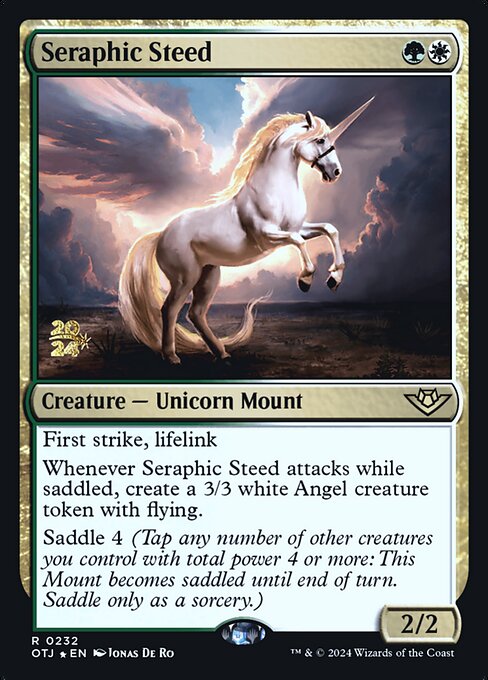 Seraphic Steed
2024
Creature — Unicorn Mount
First strike, lifelink
Whenever Seraphic Steed attacks while
saddled, create a 3/3 white Angel creature
token with flying.
Saddle 4 (Tap any number of other creatures
you control with total power 4 or more: This
Mount becomes saddled until end of turn.
Saddle only as a sorcery.)
2/2
R 0232
OTJ ★ EN Jonas De Ro
™ & © 2024 Wizards of the Coast